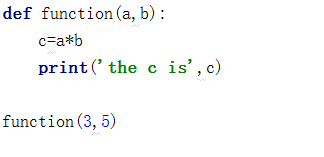 def function(a,b):
    c=a*b
    print('the c is',c)

function(3,5)